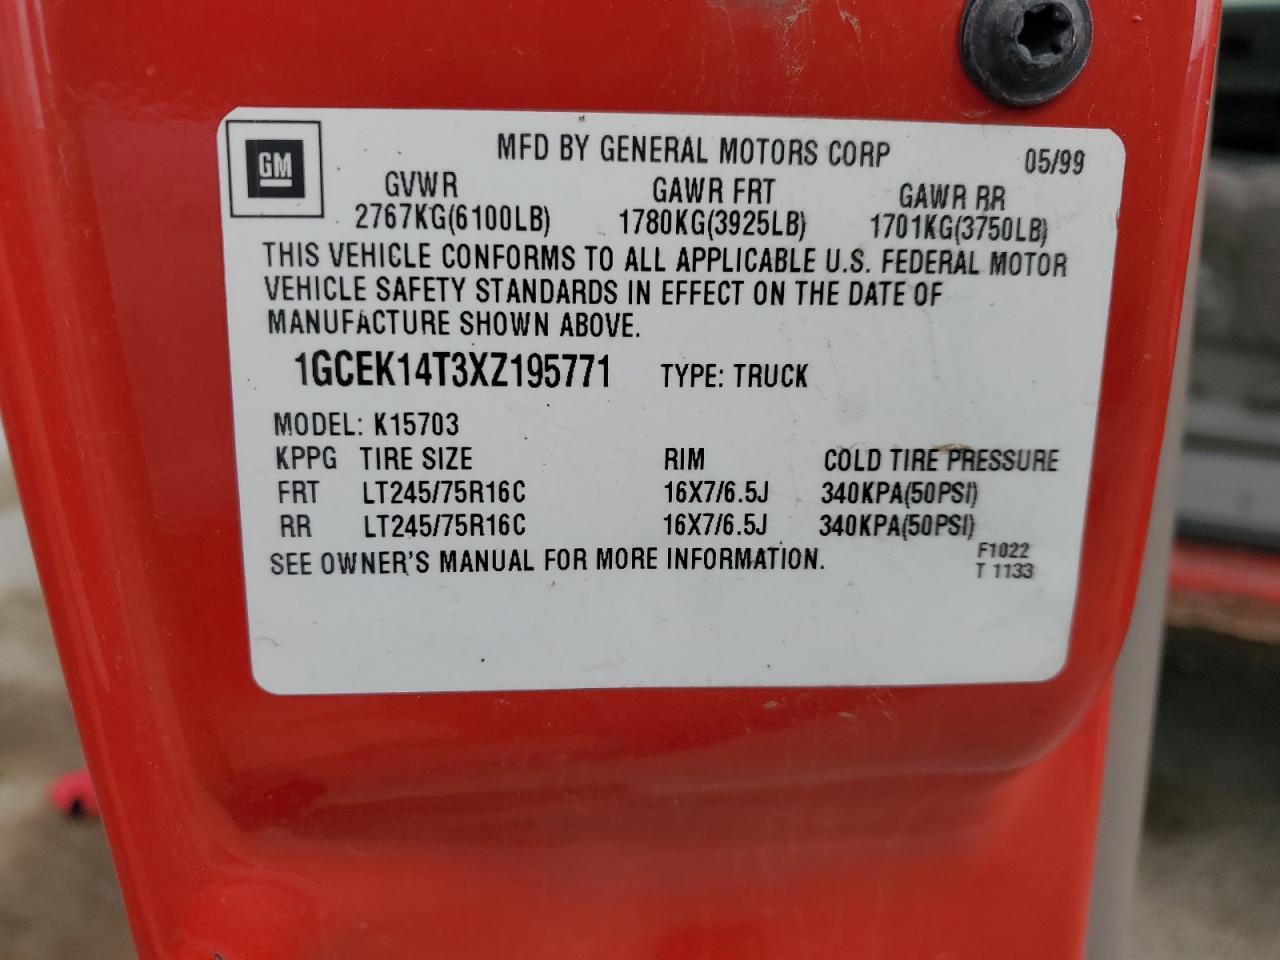 GM
MFD BY GENERAL MOTORS CORP 05/99
GVWR GAWR FRT GAWR RR
2767KG(6100LB) 1780KG(3925LB) 1701KG(3750LB)
THIS VEHICLE CONFORMS TO ALL APPLICABLE U.S. FEDERAL MOTOR
VEHICLE SAFETY STANDARDS IN EFFECT ON THE DATE OF
MANUFACTURE SHOWN ABOVE.
1GCEK14T3XZ195771 TYPE: TRUCK
MODEL: K15703
KPPG TIRE SIZE RIM COLD TIRE PRESSURE
FRT LT245/75R16C 16X7/6.5J 340KPA(50PSI)
RR LT245/75R16C 16X7/6.5J 340KPA(50PSI)
SEE OWNER'S MANUAL FOR MORE INFORMATION.
F1022
T 1133